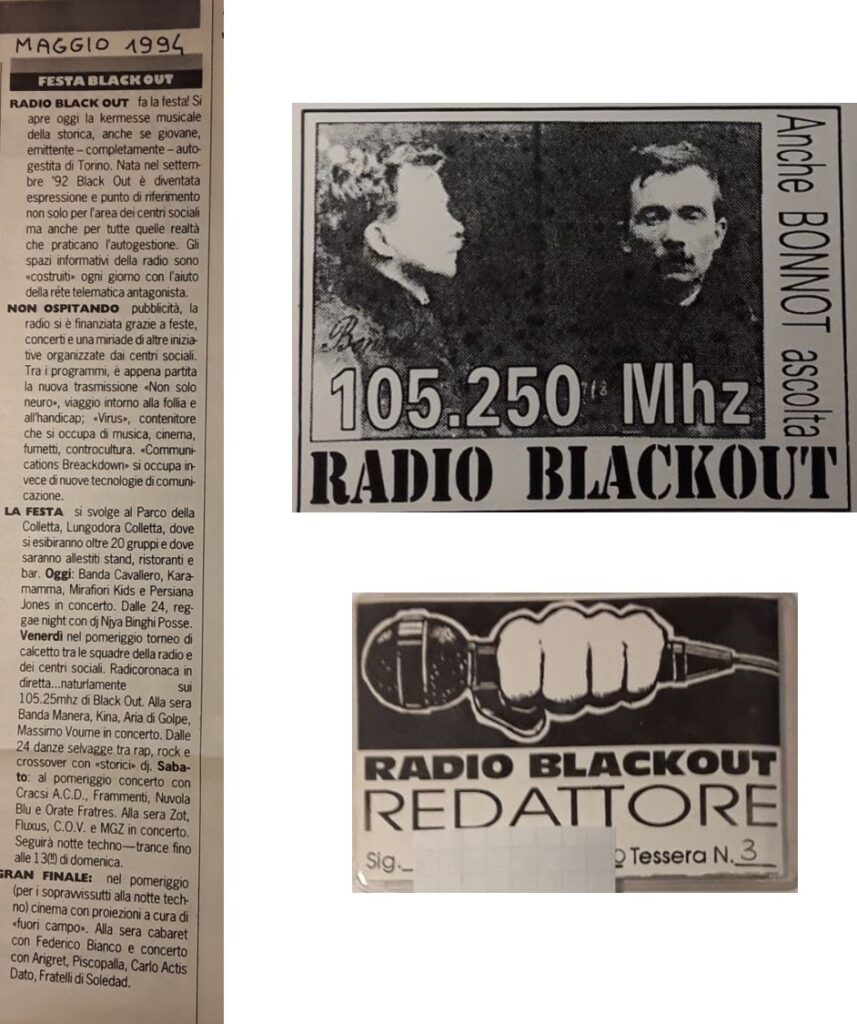 MAGGIO 1994
FESTA BLACK OUT
RADIO BLACK OUT fa la festa! Si
apre oggi la kermesse musicale
della storica, anche se giovane,
emittente – completamente – auto-
gestita di Torino. Nata nel settem-
bre '92 Black Out è diventata
espressione e punto di riferimento
non solo per l'area dei centri sociali
ma anche per tutte quelle realtà
che praticano l'autogestione. Gli
spazi informativi della radio sono
«costruiti» ogni giorno con l'aiuto
della réte telematica antagonista.
NON OSPITANDO pubblicità, la
radio si è finanziata grazie a feste,
concerti e una miriade di altre inizia-
tive organizzate dai centri sociali.
Tra i programmi, è appena partita
la nuova trasmissione «Non solo
neuro», viaggio intorno alla follia e
all'handicap; «Virus», contenitore
che si occupa di musica, cinema,
fumetti, controcultura. «Communi-
cations Breackdown» si occupa in-
vece di nuove tecnologie di comuni-
cazione.
LA FESTA si svolge al Parco della
Colletta, Lungodora Colletta, dove
si esibiranno oltre 20 gruppi e dove
saranno allestiti stand, ristoranti e
bar. Oggi: Banda Cavallero, Kara-
mamma, Mirafiori Kids e Persiana
Jones in concerto. Dalle 24, reg-
gae night con dj Njya Binghi Posse.
Venerdì nel pomeriggio torneo di
calcetto tra le squadre della radio e
dei centri sociali. Radicoronaca in
diretta...naturlamente sui
105.25mhz di Black Out. Alla sera
Banda Manera, Kina, Aria di Golpe,
Massimo Voume in concerto. Dalle
24 danze selvagge tra rap, rock e
crossover con «storici» dj. Saba-
to: al pomeriggio concerto con
Cracsi A.C.D., Frammenti, Nuvola
Blu e Orate Fratres. Alla sera Zot,
Fluxus, C.O.V. e MGZ in concerto.
Seguirà notte techno—trance fino
alle 13(!!) di domenica.
GRAN FINALE: nel pomeriggio
(per i sopravvissutti alla notte tech-
no) cinema con proiezioni a cura di
«fuori campo». Alla sera cabaret
con Federico Bianco e concerto
con Arigret, Piscopalla, Carlo Actis
Dato, Fratelli di Soledad.
Anche BONNOT ascolta
105.250 Mhz
RADIO BLACKOUT
RADIO BLACKOUT
REDATTORE
Sig. Tessera N. 3